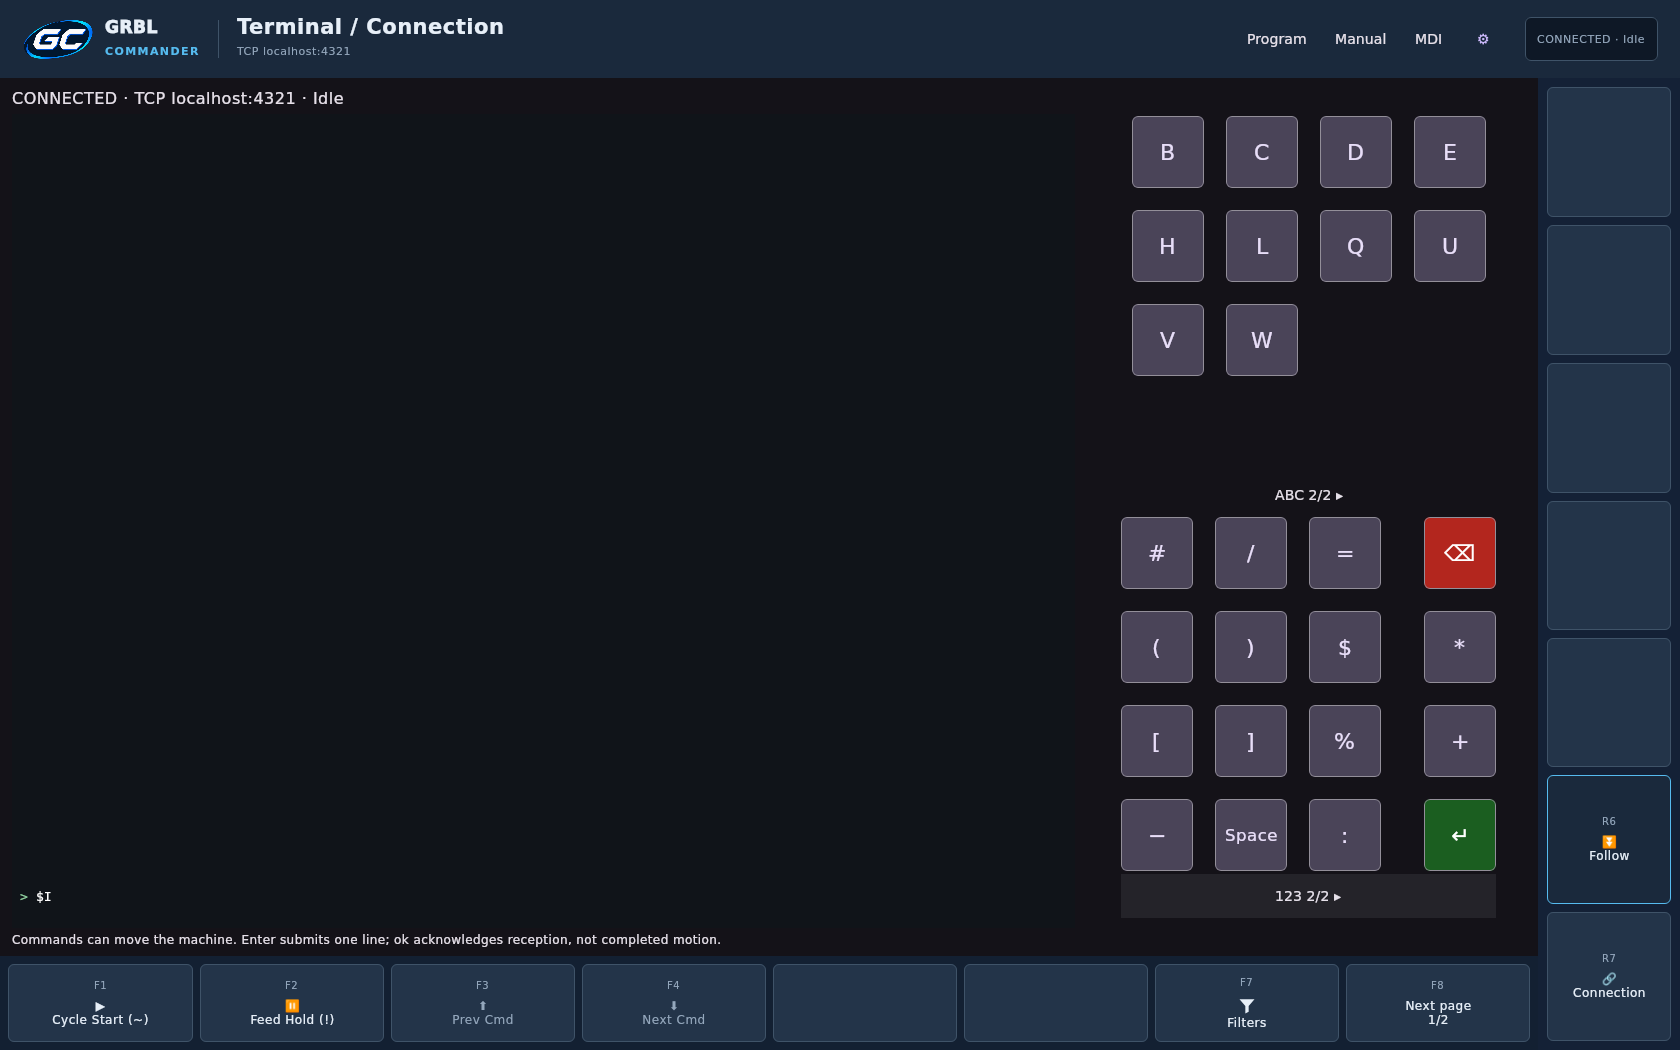 GC
GRBL
COMMANDER
Terminal / Connection
TCP localhost:4321
Program
Manual
MDI
CONNECTED · Idle
CONNECTED · TCP localhost:4321 · Idle
B C D E
H L Q U
V W
ABC 2/2 ▸
# / = ⌫
( ) $ *
[ ] % +
− Space : ↵
123 2/2 ▸
> $I
Commands can move the machine. Enter submits one line; ok acknowledges reception, not completed motion.
R6
Follow
R7
Connection
F1
Cycle Start (~)
F2
Feed Hold (!)
F3
Prev Cmd
F4
Next Cmd
F7
Filters
F8
Next page
1/2